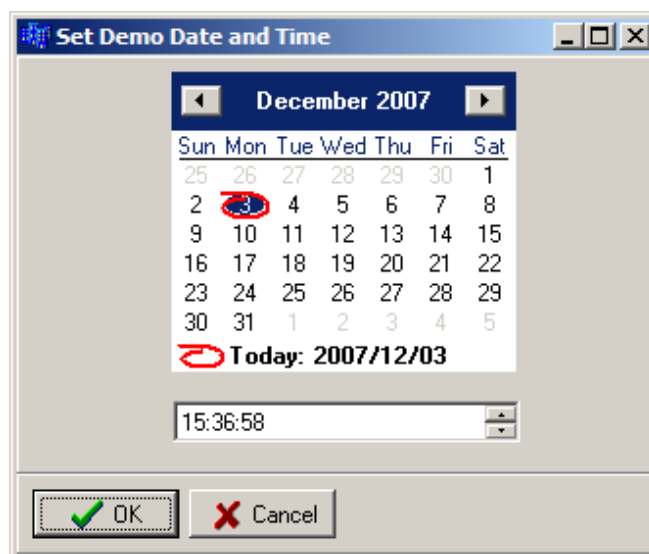 Set Demo Date and Time
December 2007
Sun Mon Tue Wed Thu Fri Sat
25 26 27 28 29 30 1
2 3 4 5 6 7 8
9 10 11 12 13 14 15
16 17 18 19 20 21 22
23 24 25 26 27 28 29
30 31 1 2 3 4 5
Today: 2007/12/03
15:36:58
OK Cancel